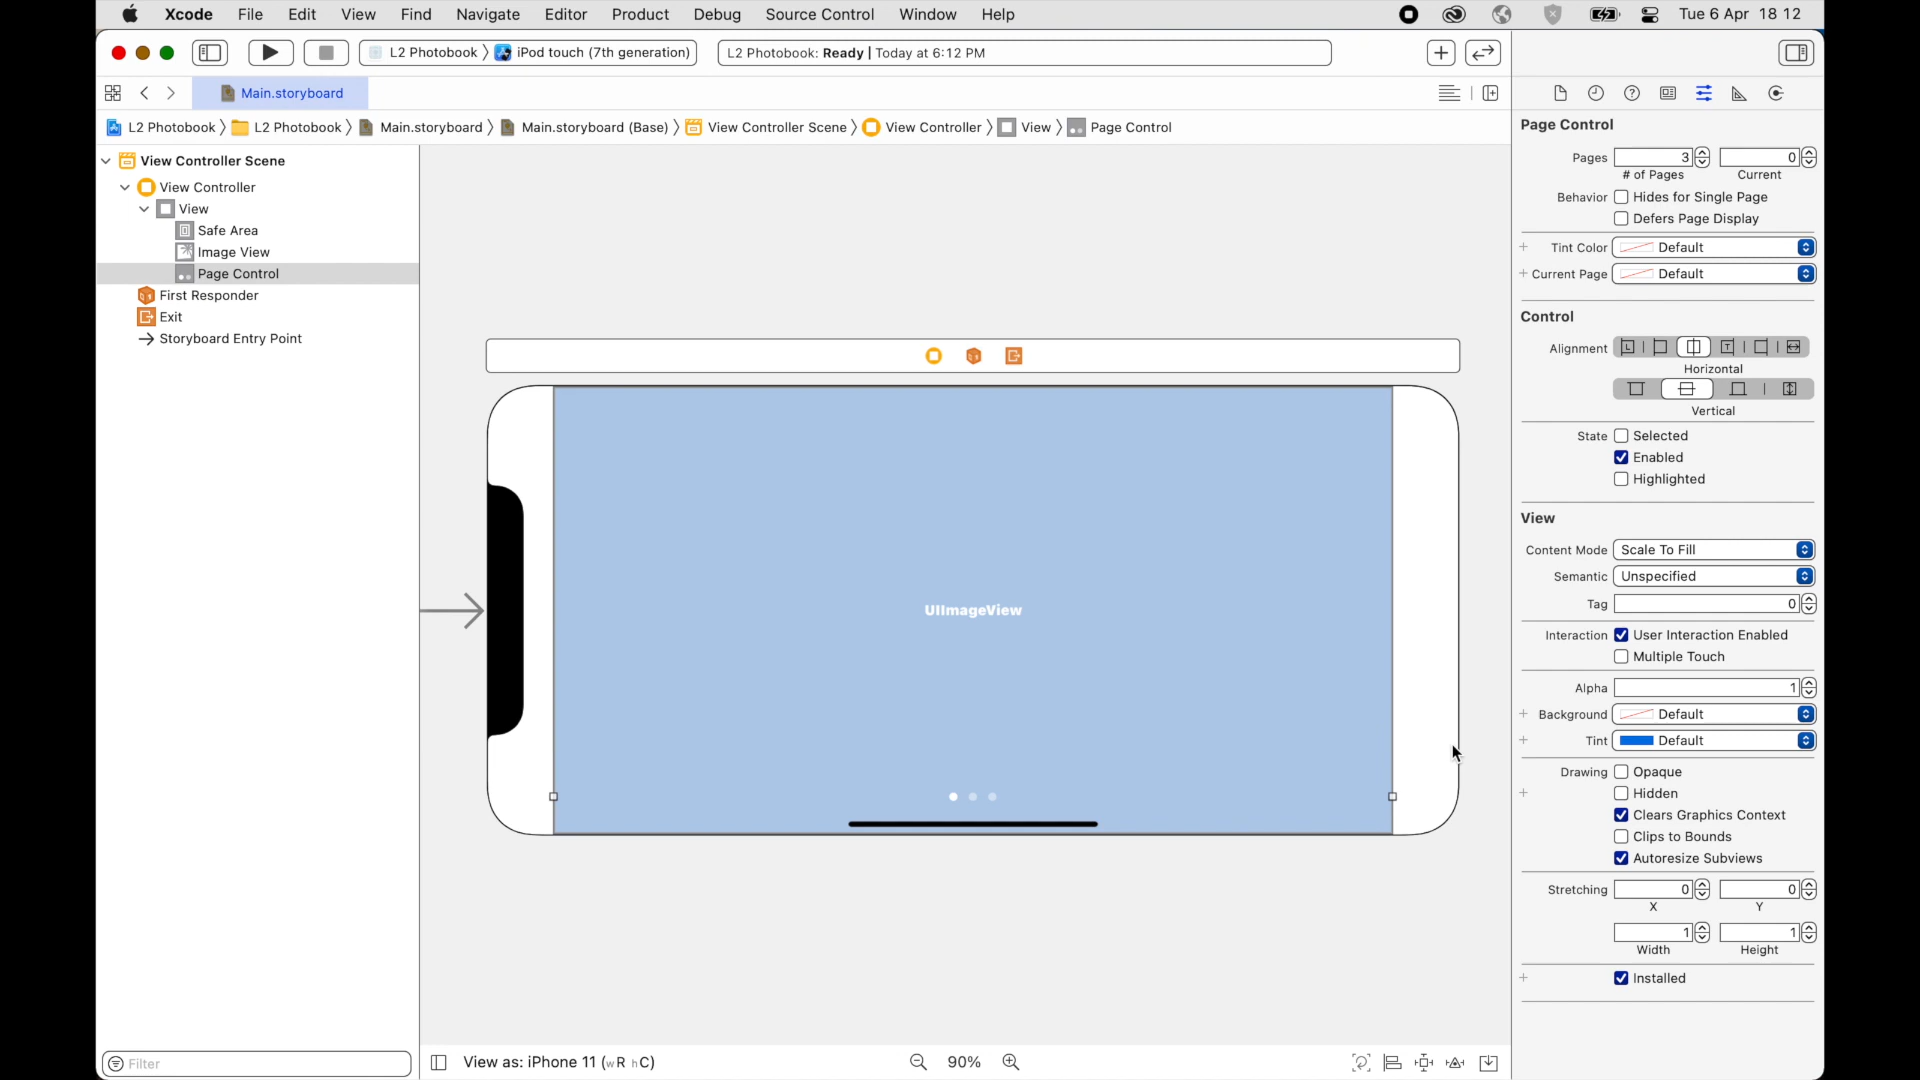 Xcode File Edit View Find Navigate Editor Product Debug Source Control Window Help Tue 6 Apr 18 12
L2 Photobook 〉 iPod touch (7th generation) L2 Photobook: Ready | Today at 6:12 PM
Main.storyboard
L2 Photobook 〉 L2 Photobook 〉 Main.storyboard 〉 Main.storyboard (Base) 〉 View Controller Scene 〉 View Controller 〉 View 〉 Page Control
View Controller Scene
View Controller
View
Safe Area
Image View
Page Control
First Responder
Exit
Storyboard Entry Point
Filter
UIImageView
View as: iPhone 11 (wR hC) 90%
Page Control
Pages 3 0
# of Pages Current
Behavior Hides for Single Page
Defers Page Display
Tint Color Default
Current Page Default
Control
Alignment
Horizontal
Vertical
State Selected
Enabled
Highlighted
View
Content Mode Scale To Fill
Semantic Unspecified
Tag 0
Interaction User Interaction Enabled
Multiple Touch
Alpha 1
Background Default
Tint Default
Drawing Opaque
Hidden
Clears Graphics Context
Clips to Bounds
Autoresize Subviews
Stretching 0 0
X Y
1 1
Width Height
Installed